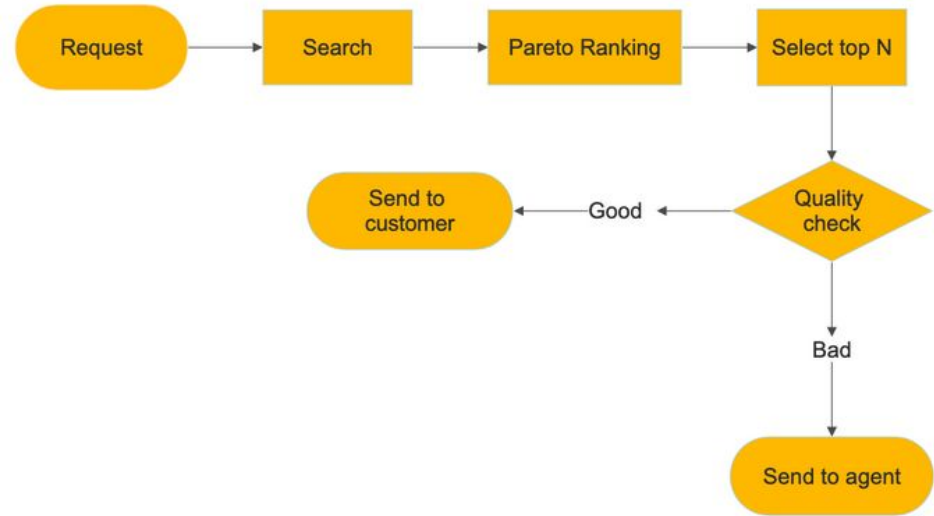 Request
Search
Pareto Ranking
Select top N
Send to
customer
Good
Quality
check
Bad
Send to agent